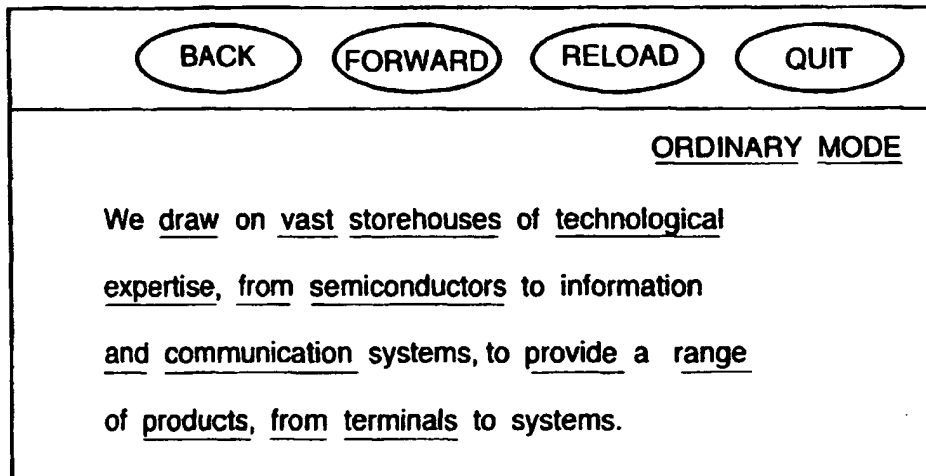 BACK FORWARD RELOAD QUIT
ORDINARY MODE
We draw on vast storehouses of technological
expertise, from semiconductors to information
and communication systems, to provide a range
of products, from terminals to systems.